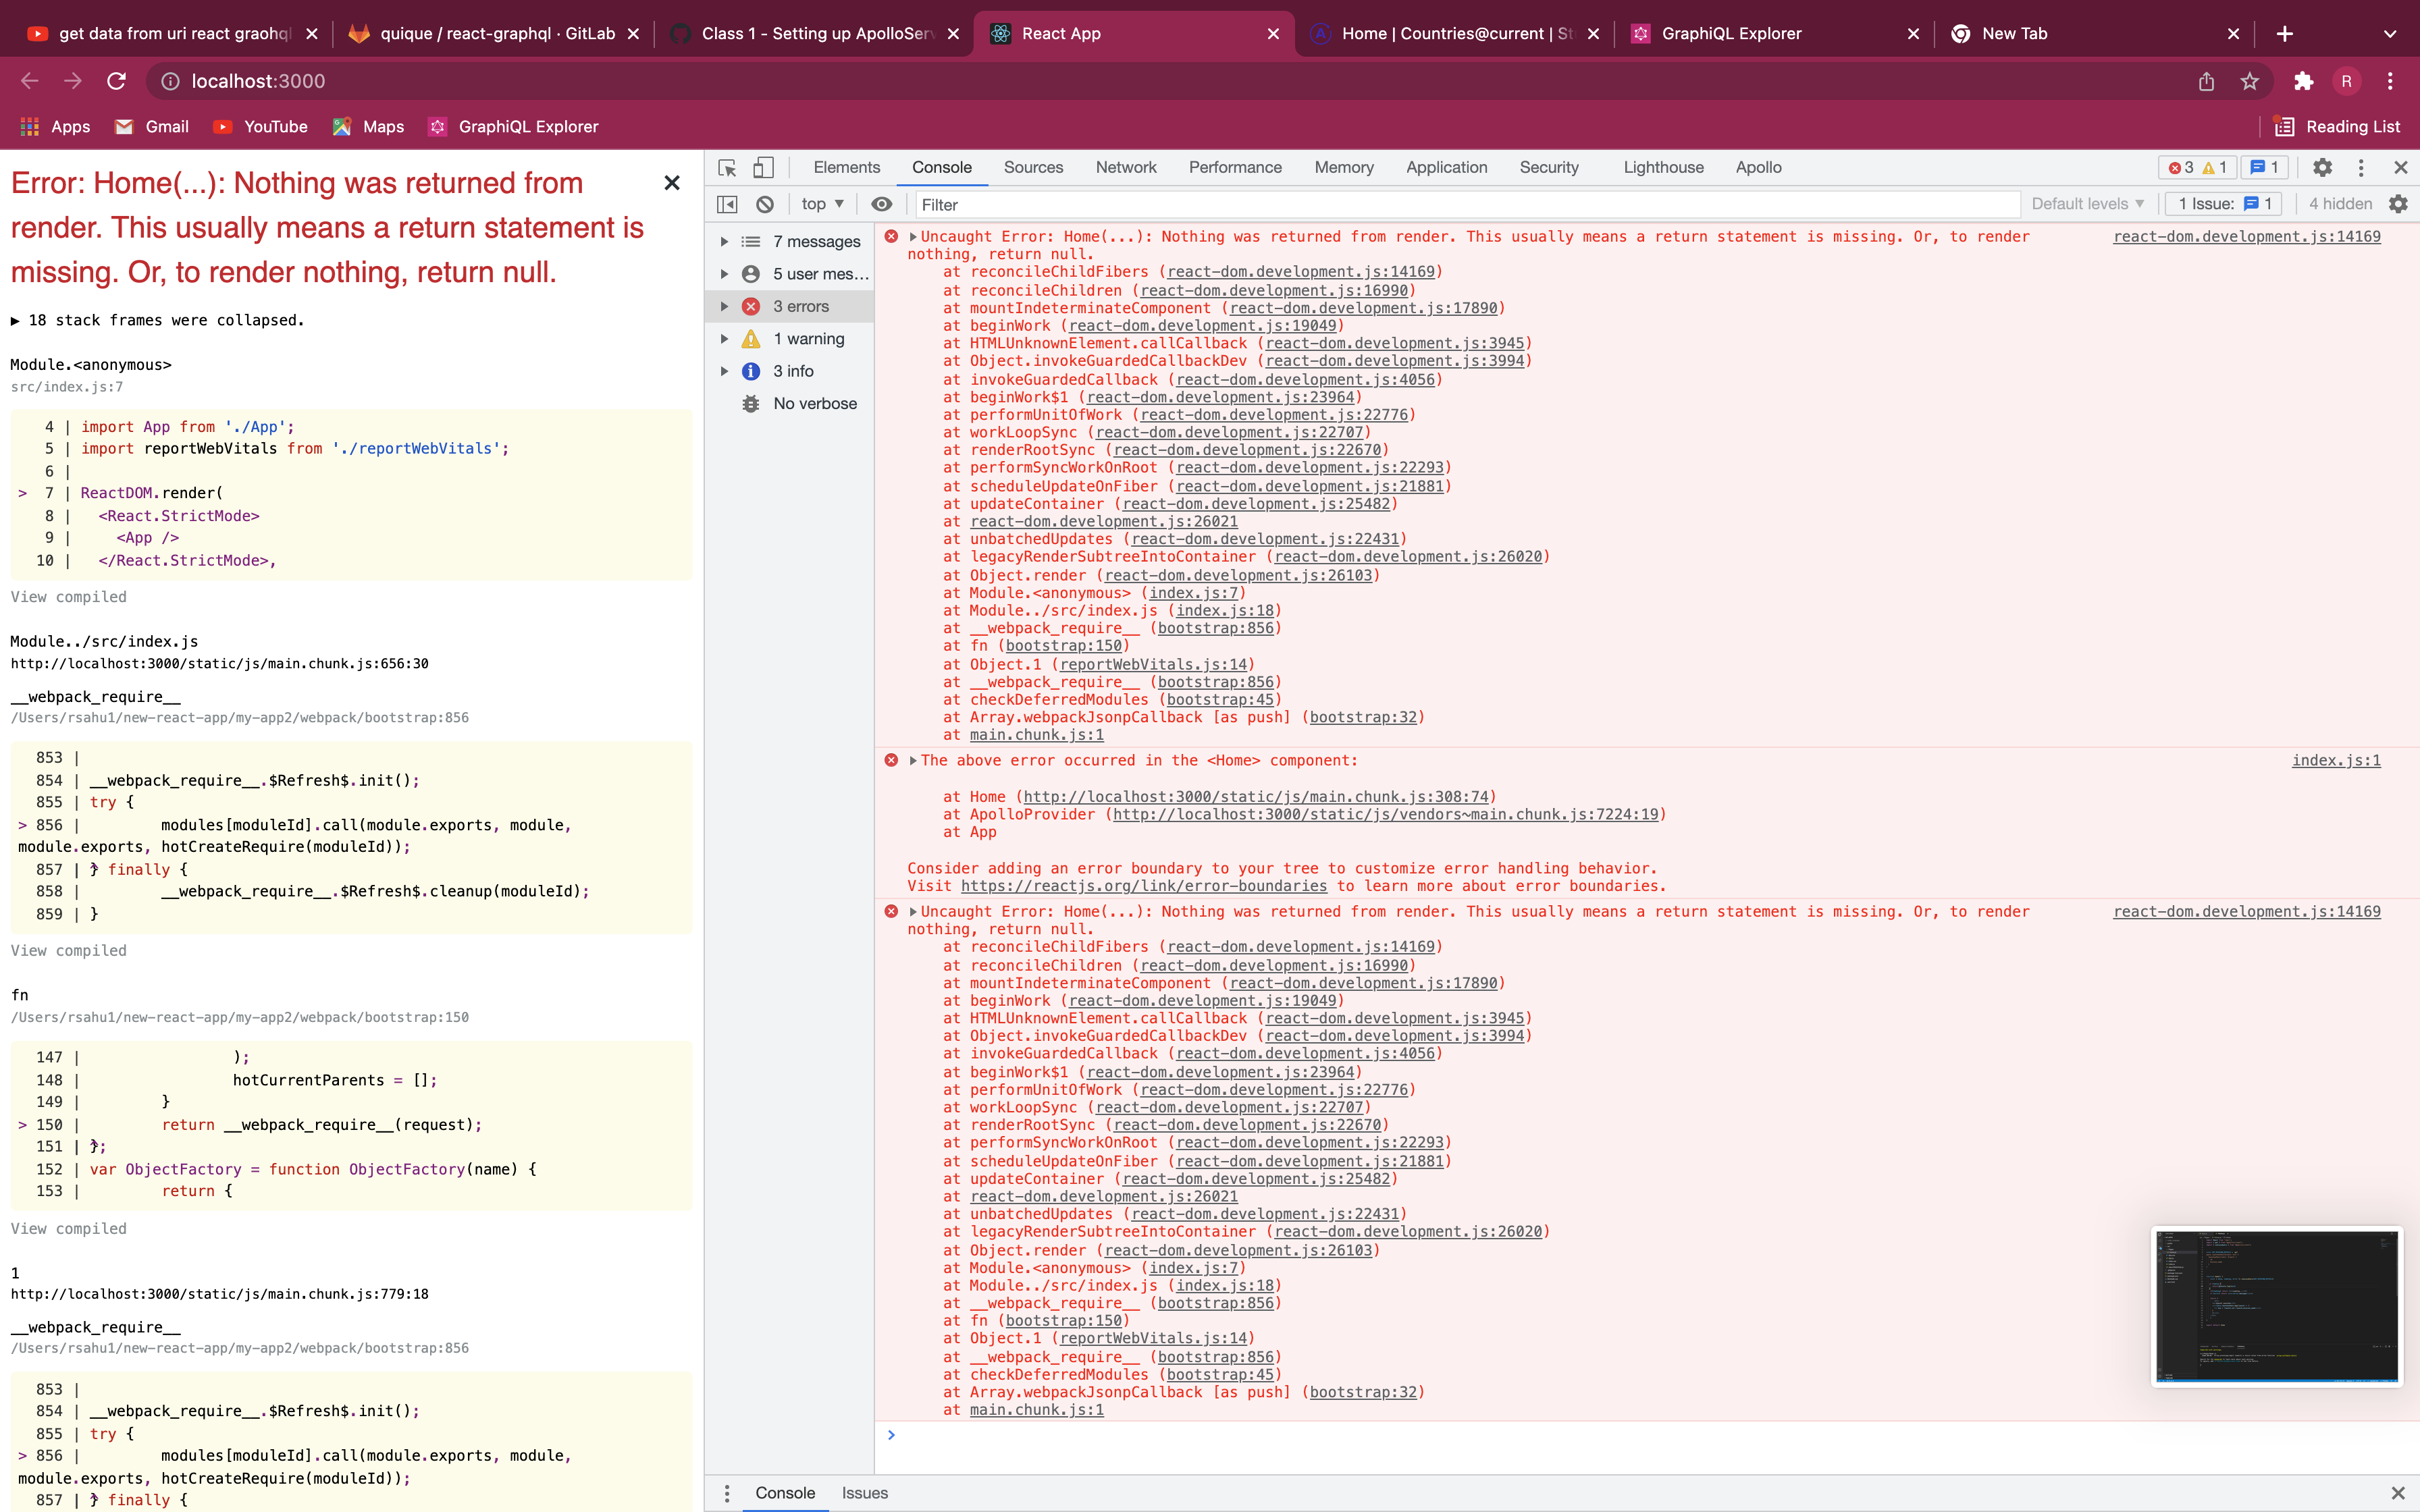 get data from uri react graohql
quique / react-graphql · GitLab
Class 1 - Setting up ApolloServ
React App
Home | Countries@current | St
GraphiQL Explorer
New Tab
localhost:3000
R
Apps
Gmail
YouTube
Maps
GraphiQL Explorer
Reading List
Error: Home(...): Nothing was returned from
render. This usually means a return statement is
missing. Or, to render nothing, return null.
▶ 18 stack frames were collapsed.
Module.<anonymous>
src/index.js:7
4 | import App from './App';
5 | import reportWebVitals from './reportWebVitals';
6 |
> 7 | ReactDOM.render(
8 | <React.StrictMode>
9 | <App />
10 | </React.StrictMode>,
View compiled
Module../src/index.js
http://localhost:3000/static/js/main.chunk.js:656:30
__webpack_require__
/Users/rsahu1/new-react-app/my-app2/webpack/bootstrap:856
853 |
854 | __webpack_require__.$Refresh$.init();
855 | try {
> 856 | modules[moduleId].call(module.exports, module,
module.exports, hotCreateRequire(moduleId));
857 | } finally {
858 | __webpack_require__.$Refresh$.cleanup(moduleId);
859 | }
View compiled
fn
/Users/rsahu1/new-react-app/my-app2/webpack/bootstrap:150
147 | );
148 | hotCurrentParents = [];
149 | }
> 150 | return __webpack_require__(request);
151 | };
152 | var ObjectFactory = function ObjectFactory(name) {
153 | return {
View compiled
1
http://localhost:3000/static/js/main.chunk.js:779:18
__webpack_require__
/Users/rsahu1/new-react-app/my-app2/webpack/bootstrap:856
853 |
854 | __webpack_require__.$Refresh$.init();
855 | try {
> 856 | modules[moduleId].call(module.exports, module,
module.exports, hotCreateRequire(moduleId));
857 | } finally {
Elements Console Sources Network Performance Memory Application Security Lighthouse Apollo
3 1 1
top Filter Default levels 1 Issue: 1 4 hidden
7 messages
5 user mes...
3 errors
1 warning
3 info
No verbose
Uncaught Error: Home(...): Nothing was returned from render. This usually means a return statement is missing. Or, to render react-dom.development.js:14169
nothing, return null.
at reconcileChildFibers (react-dom.development.js:14169)
at reconcileChildren (react-dom.development.js:16990)
at mountIndeterminateComponent (react-dom.development.js:17890)
at beginWork (react-dom.development.js:19049)
at HTMLUnknownElement.callCallback (react-dom.development.js:3945)
at Object.invokeGuardedCallbackDev (react-dom.development.js:3994)
at invokeGuardedCallback (react-dom.development.js:4056)
at beginWork$1 (react-dom.development.js:23964)
at performUnitOfWork (react-dom.development.js:22776)
at workLoopSync (react-dom.development.js:22707)
at renderRootSync (react-dom.development.js:22670)
at performSyncWorkOnRoot (react-dom.development.js:22293)
at scheduleUpdateOnFiber (react-dom.development.js:21881)
at updateContainer (react-dom.development.js:25482)
at react-dom.development.js:26021
at unbatchedUpdates (react-dom.development.js:22431)
at legacyRenderSubtreeIntoContainer (react-dom.development.js:26020)
at Object.render (react-dom.development.js:26103)
at Module.<anonymous> (index.js:7)
at Module../src/index.js (index.js:18)
at __webpack_require__ (bootstrap:856)
at fn (bootstrap:150)
at Object.1 (reportWebVitals.js:14)
at __webpack_require__ (bootstrap:856)
at checkDeferredModules (bootstrap:45)
at Array.webpackJsonpCallback [as push] (bootstrap:32)
at main.chunk.js:1
The above error occurred in the <Home> component: index.js:1
at Home (http://localhost:3000/static/js/main.chunk.js:308:74)
at ApolloProvider (http://localhost:3000/static/js/vendors~main.chunk.js:7224:19)
at App
Consider adding an error boundary to your tree to customize error handling behavior.
Visit https://reactjs.org/link/error-boundaries to learn more about error boundaries.
Uncaught Error: Home(...): Nothing was returned from render. This usually means a return statement is missing. Or, to render react-dom.development.js:14169
nothing, return null.
at reconcileChildFibers (react-dom.development.js:14169)
at reconcileChildren (react-dom.development.js:16990)
at mountIndeterminateComponent (react-dom.development.js:17890)
at beginWork (react-dom.development.js:19049)
at HTMLUnknownElement.callCallback (react-dom.development.js:3945)
at Object.invokeGuardedCallbackDev (react-dom.development.js:3994)
at invokeGuardedCallback (react-dom.development.js:4056)
at beginWork$1 (react-dom.development.js:23964)
at performUnitOfWork (react-dom.development.js:22776)
at workLoopSync (react-dom.development.js:22707)
at renderRootSync (react-dom.development.js:22670)
at performSyncWorkOnRoot (react-dom.development.js:22293)
at scheduleUpdateOnFiber (react-dom.development.js:21881)
at updateContainer (react-dom.development.js:25482)
at react-dom.development.js:26021
at unbatchedUpdates (react-dom.development.js:22431)
at legacyRenderSubtreeIntoContainer (react-dom.development.js:26020)
at Object.render (react-dom.development.js:26103)
at Module.<anonymous> (index.js:7)
at Module../src/index.js (index.js:18)
at __webpack_require__ (bootstrap:856)
at fn (bootstrap:150)
at Object.1 (reportWebVitals.js:14)
at __webpack_require__ (bootstrap:856)
at checkDeferredModules (bootstrap:45)
at Array.webpackJsonpCallback [as push] (bootstrap:32)
at main.chunk.js:1
Console Issues